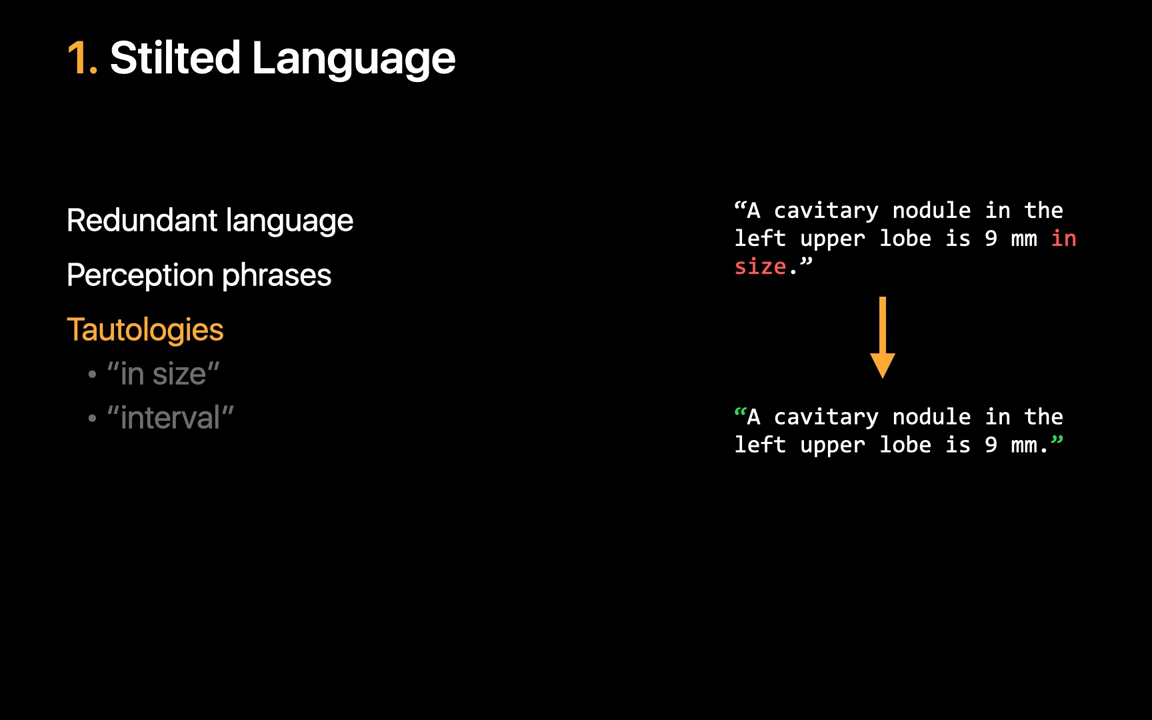 1. Stilted Language
Redundant language
Perception phrases
Tautologies
• “in size”
• “interval”
“A cavitary nodule in the
left upper lobe is 9 mm in
size.”
“A cavitary nodule in the
left upper lobe is 9 mm.”